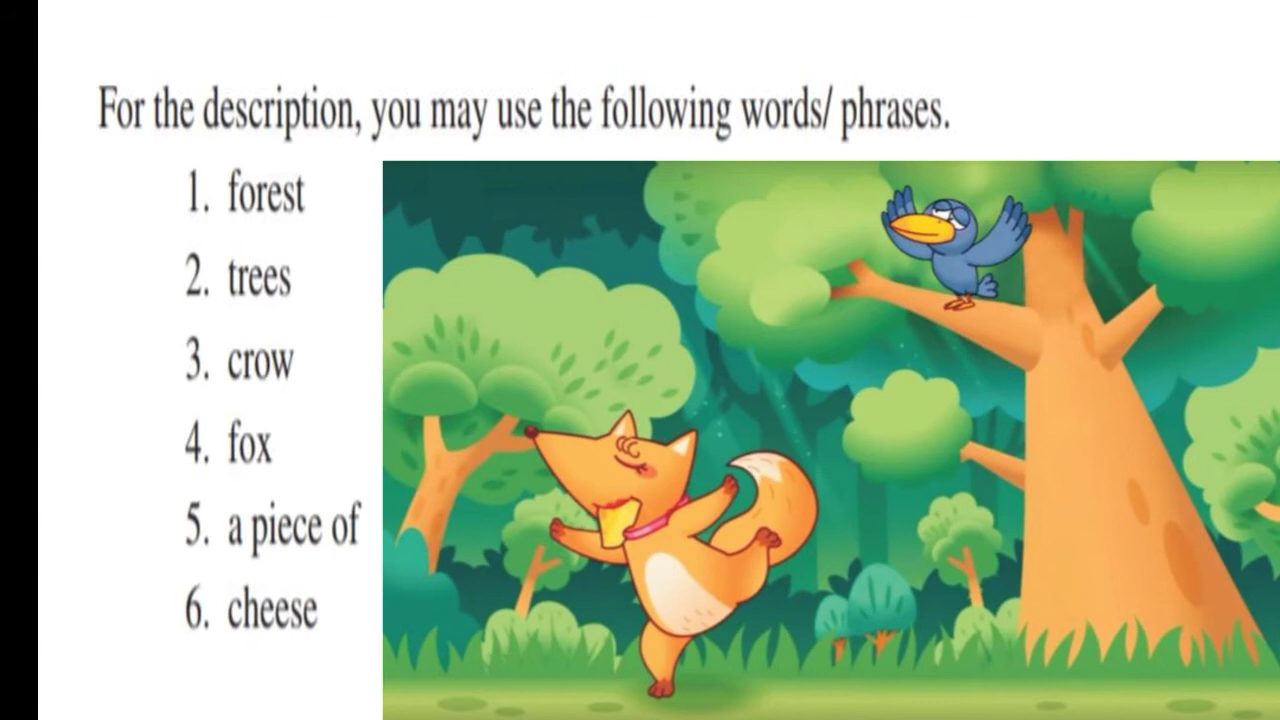 For the description, you may use the following words/ phrases.
1. forest
2. trees
3. crow
4. fox
5. a piece of
6. cheese